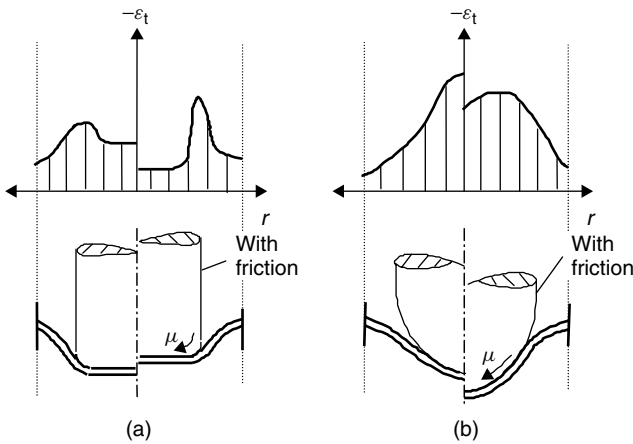 −εt
−εt
r
r
With
friction
With
friction
μ
μ
(a)
(b)